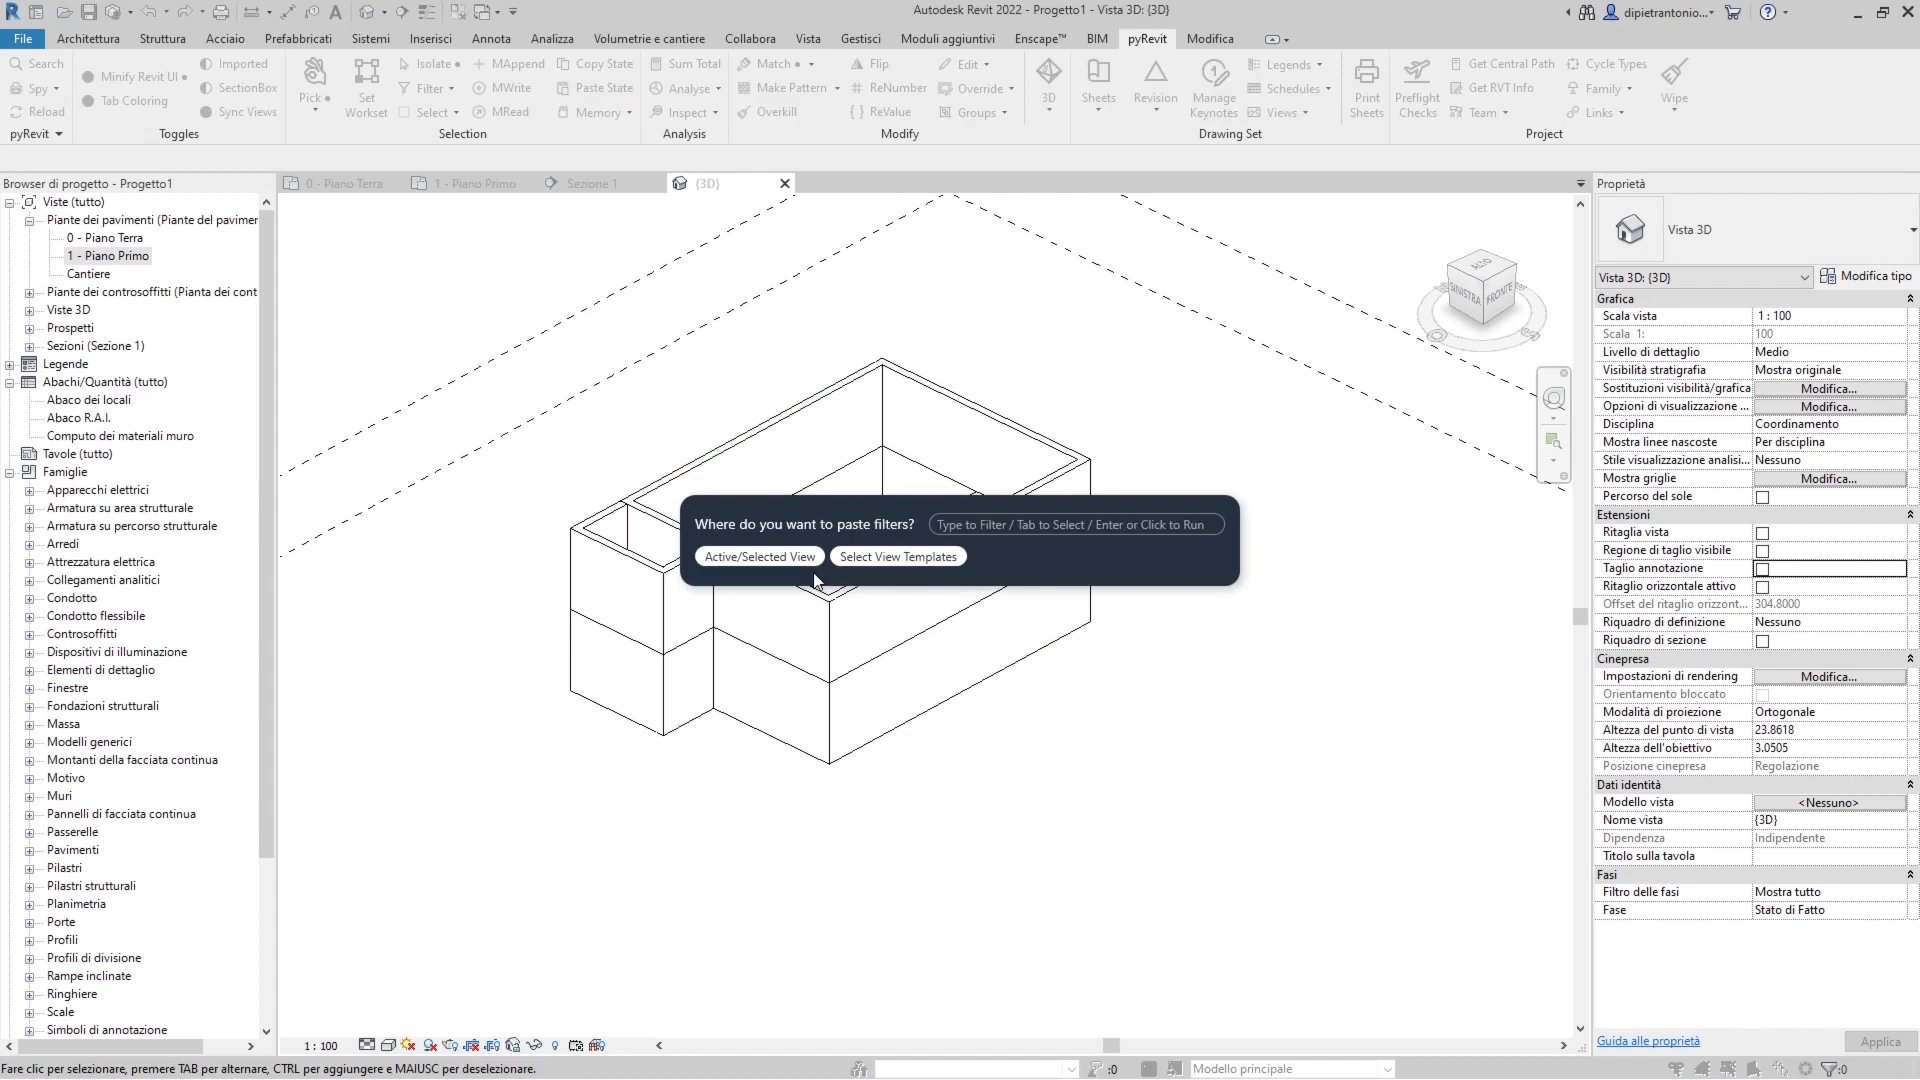 Autodesk Revit 2022 - Progetto1 - Vista 3D: {3D}
dipietrantonio...
File Architettura Struttura Acciaio Prefabbricati Sistemi Inserisci Annota Analizza Volumetrie e cantiere Collabora Vista Gestisci Moduli aggiuntivi Enscape™ BIM pyRevit Modifica
Search
Spy
Reload
pyRevit
Minify Revit UI
Tab Coloring
Imported
SectionBox
Sync Views
Toggles
Pick
Set Workset
Isolate
Filter
Select
MAppend
MWrite
MRead
Copy State
Paste State
Memory
Selection
Sum Total
Analyse
Inspect
Analysis
Match
Make Pattern
Overkill
Flip
ReNumber
ReValue
Edit
Override
Groups
Modify
3D
Sheets
Revision
Manage Keynotes
Legends
Schedules
Views
Drawing Set
Print Sheets
Preflight Checks
Get Central Path
Get RVT Info
Team
Cycle Types
Family
Links
Wipe
Project
Browser di progetto - Progetto1
Viste (tutto)
Piante dei pavimenti (Piante del pavimer
0 - Piano Terra
1 - Piano Primo
Cantiere
Piante dei controsoffitti (Pianta dei cont
Viste 3D
Prospetti
Sezioni (Sezione 1)
Legende
Abachi/Quantità (tutto)
Abaco dei locali
Abaco R.A.I.
Computo dei materiali muro
Tavole (tutto)
Famiglie
Apparecchi elettrici
Armatura su area strutturale
Armatura su percorso strutturale
Arredi
Attrezzatura elettrica
Collegamenti analitici
Condotto
Condotto flessibile
Controsoffitti
Dispositivi di illuminazione
Elementi di dettaglio
Finestre
Fondazioni strutturali
Massa
Modelli generici
Montanti della facciata continua
Motivo
Muri
Pannelli di facciata continua
Passerelle
Pavimenti
Pilastri
Pilastri strutturali
Planimetria
Porte
Profili
Profili di divisione
Rampe inclinate
Ringhiere
Scale
Simboli di annotazione
0 - Piano Terra 1 - Piano Primo Sezione 1 {3D}
ALTO
SINISTRA FRONTE
Where do you want to paste filters? Type to Filter / Tab to Select / Enter or Click to Run
Active/Selected View Select View Templates
1 : 100
Proprietà
Vista 3D
Vista 3D: {3D} Modifica tipo
Grafica
Scala vista 1 : 100
Scala 1: 100
Livello di dettaglio Medio
Visibilità stratigrafia Mostra originale
Sostituzioni visibilità/grafica Modifica...
Opzioni di visualizzazione ... Modifica...
Disciplina Coordinamento
Mostra linee nascoste Per disciplina
Stile visualizzazione analisi... Nessuno
Mostra griglie Modifica...
Percorso del sole
Estensioni
Ritaglia vista
Regione di taglio visibile
Taglio annotazione
Ritaglio orizzontale attivo
Offset del ritaglio orizzont... 304.8000
Riquadro di definizione Nessuno
Riquadro di sezione
Cinepresa
Impostazioni di rendering Modifica...
Orientamento bloccato
Modalità di proiezione Ortogonale
Altezza del punto di vista 23.8618
Altezza dell'obiettivo 3.0505
Posizione cinepresa Regolazione
Dati identità
Modello vista <Nessuno>
Nome vista {3D}
Dipendenza Indipendente
Titolo sulla tavola
Fasi
Filtro delle fasi Mostra tutto
Fase Stato di Fatto
Guida alle proprietà Applica
Fare clic per selezionare, premere TAB per alternare, CTRL per aggiungere e MAIUSC per deselezionare.
:0 Modello principale :0